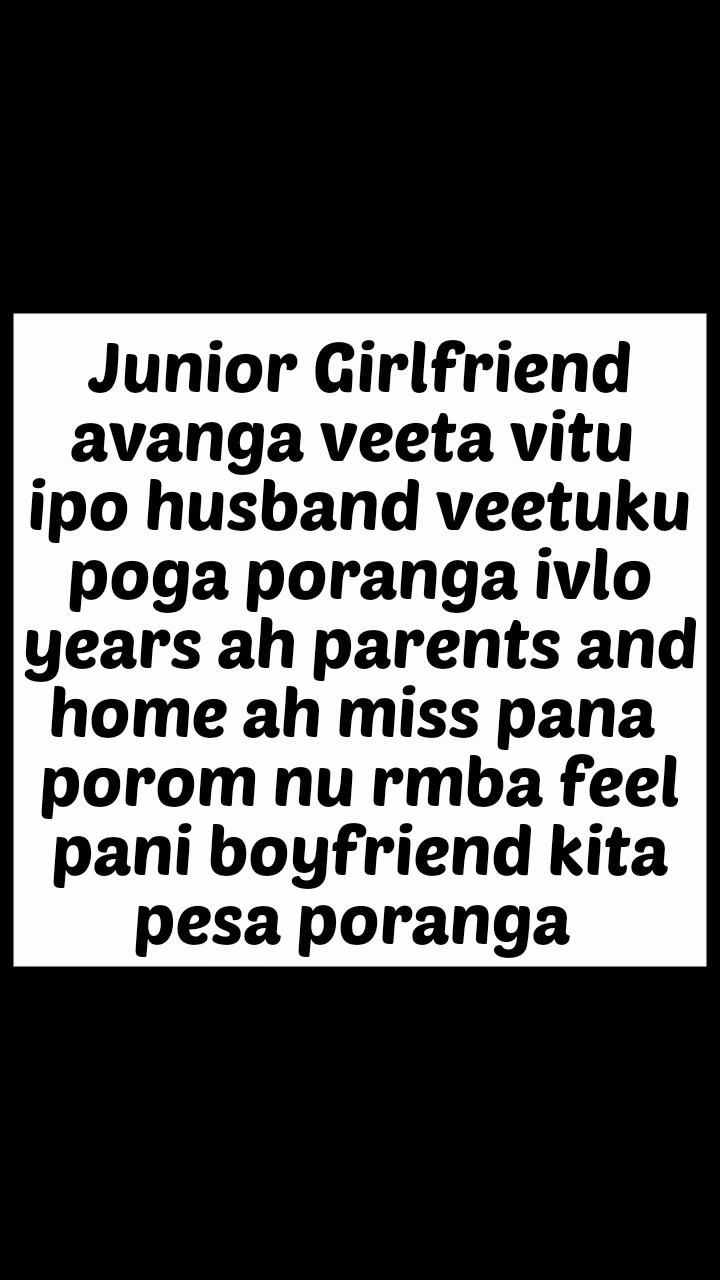 Junior Girlfriend
avanga veeta vitu
ipo husband veetuku
poga poranga ivlo
years ah parents and
home ah miss pana
porom nu rmba feel
pani boyfriend kita
pesa poranga